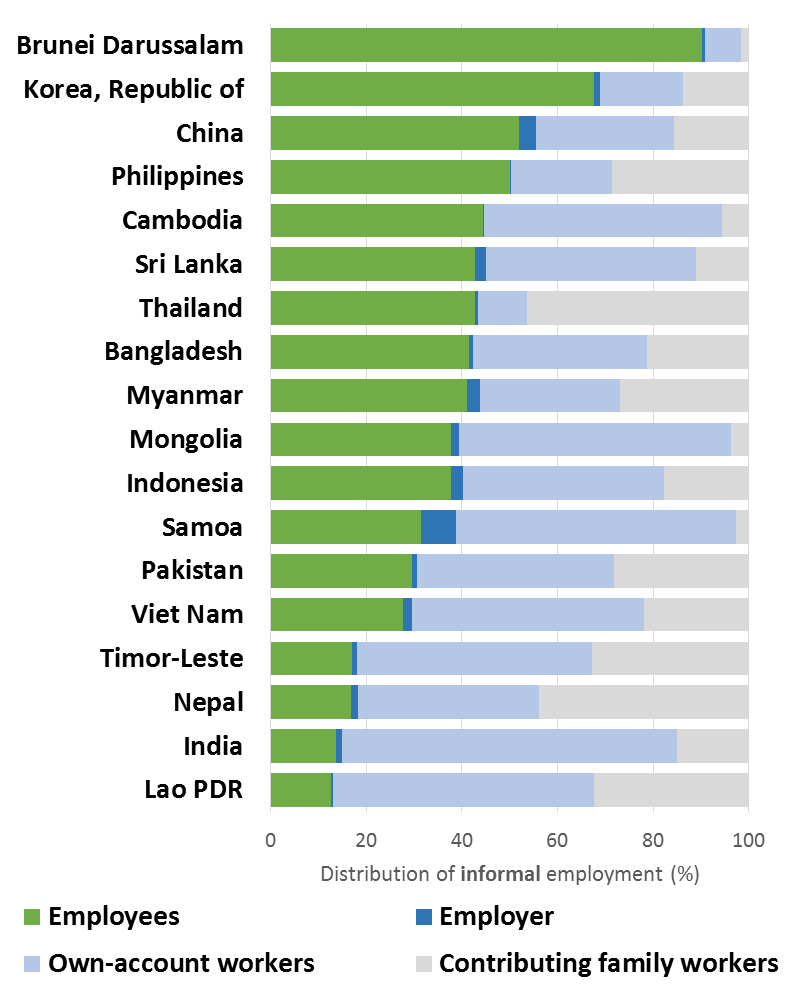 Brunei Darussalam
Korea, Republic of
China
Philippines
Cambodia
Sri Lanka
Thailand
Bangladesh
Myanmar
Mongolia
Indonesia
Samoa
Pakistan
Viet Nam
Timor-Leste
Nepal
India
Lao PDR
0 20 40 60 80 100
Distribution of informal employment (%)
Employees Employer
Own-account workers Contributing family workers